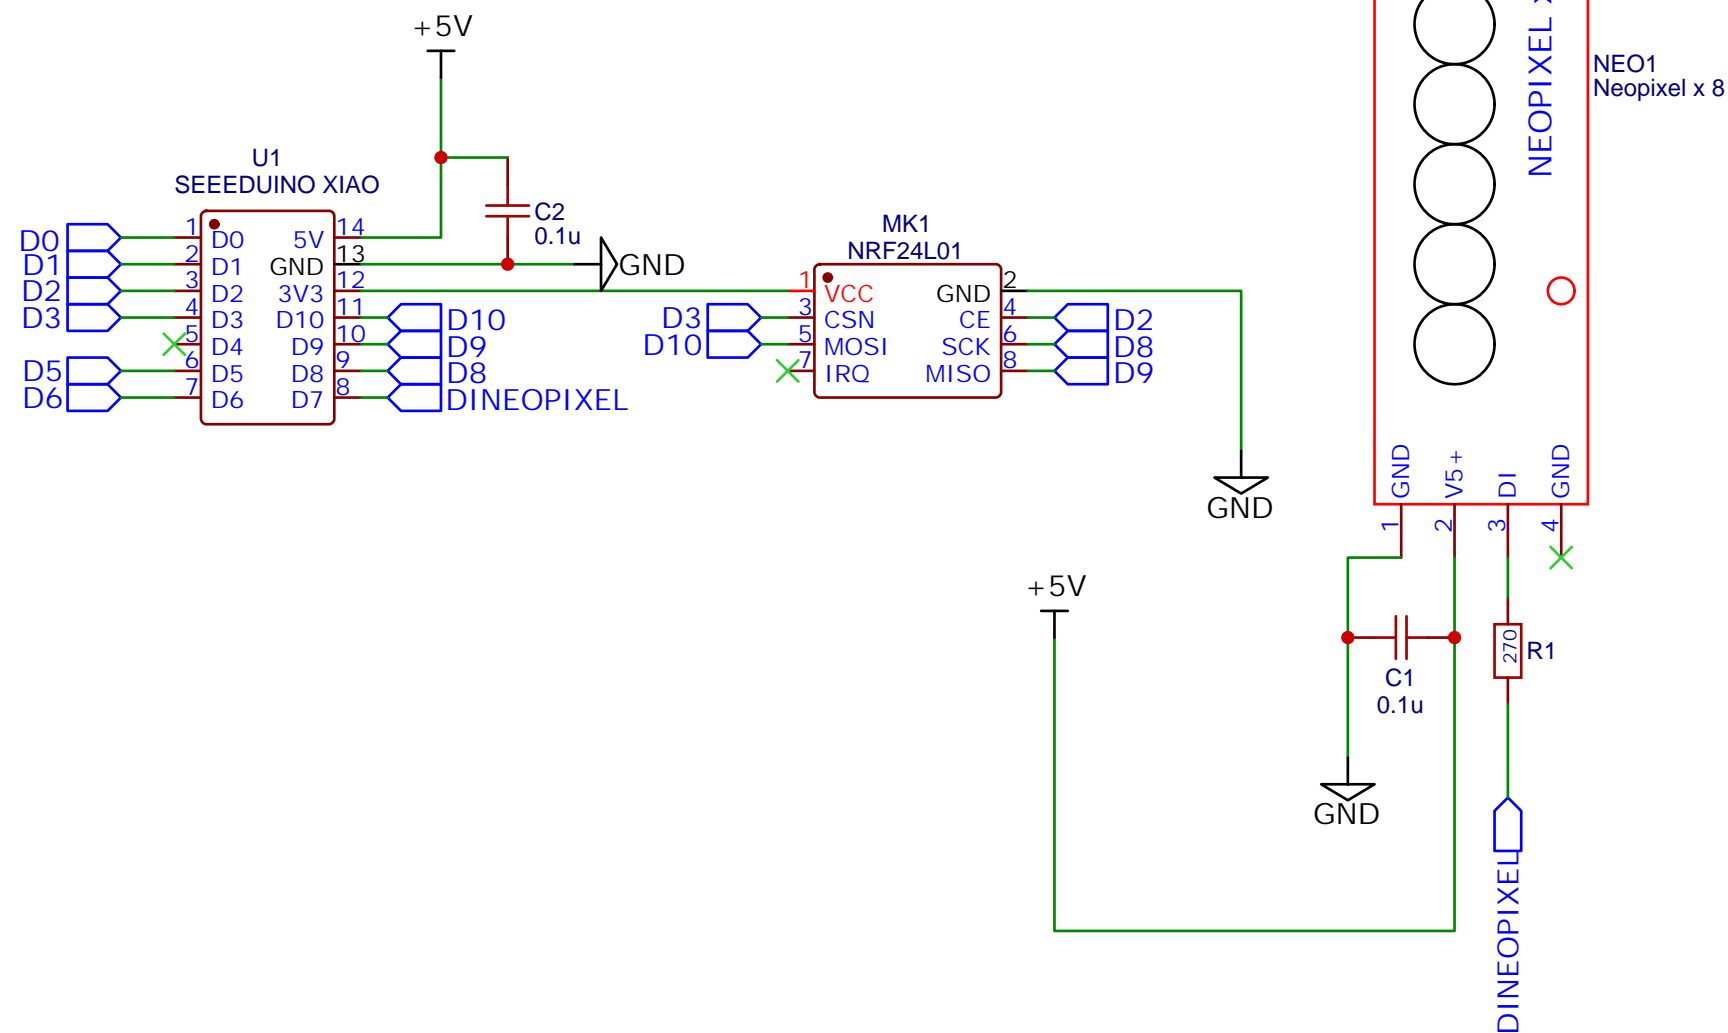 +5V
U1
SEEEDUINO XIAO
C2
0.1u
GND
D0
D1
D2
D3
D5
D6
1
2
3
4
5
6
7
D0
D1
D2
D3
D4
D5
D6
5V
GND
3V3
D10
D9
D8
D7
14
13
12
11
10
9
8
D10
D9
D8
DINEOPIXEL
MK1
NRF24L01
D3
D10
1
3
5
7
VCC
CSN
MOSI
IRQ
GND
CE
SCK
MISO
2
4
6
8
D2
D8
D9
GND
NEOPIXEL
NEO1
Neopixel x 8
GND
V5+
DI
GND
1
2
3
4
+5V
C1
0.1u
270
R1
GND
DINEOPIXEL